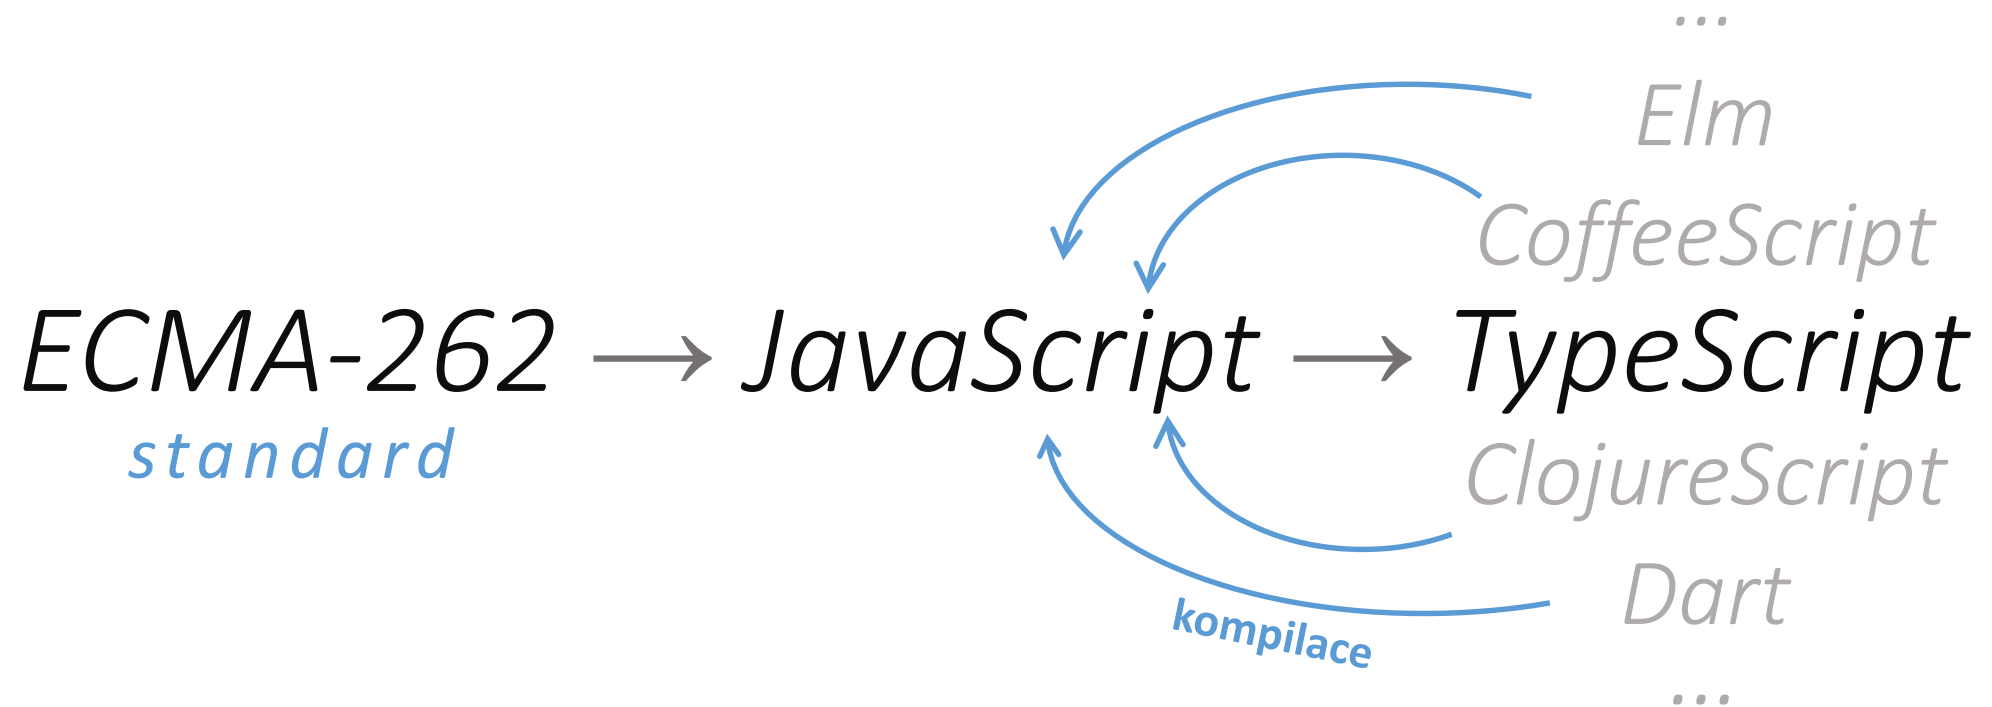 ...
Elm
CoffeeScript
ECMA-262 → JavaScript → TypeScript
standard
ClojureScript
Dart
kompilace
...